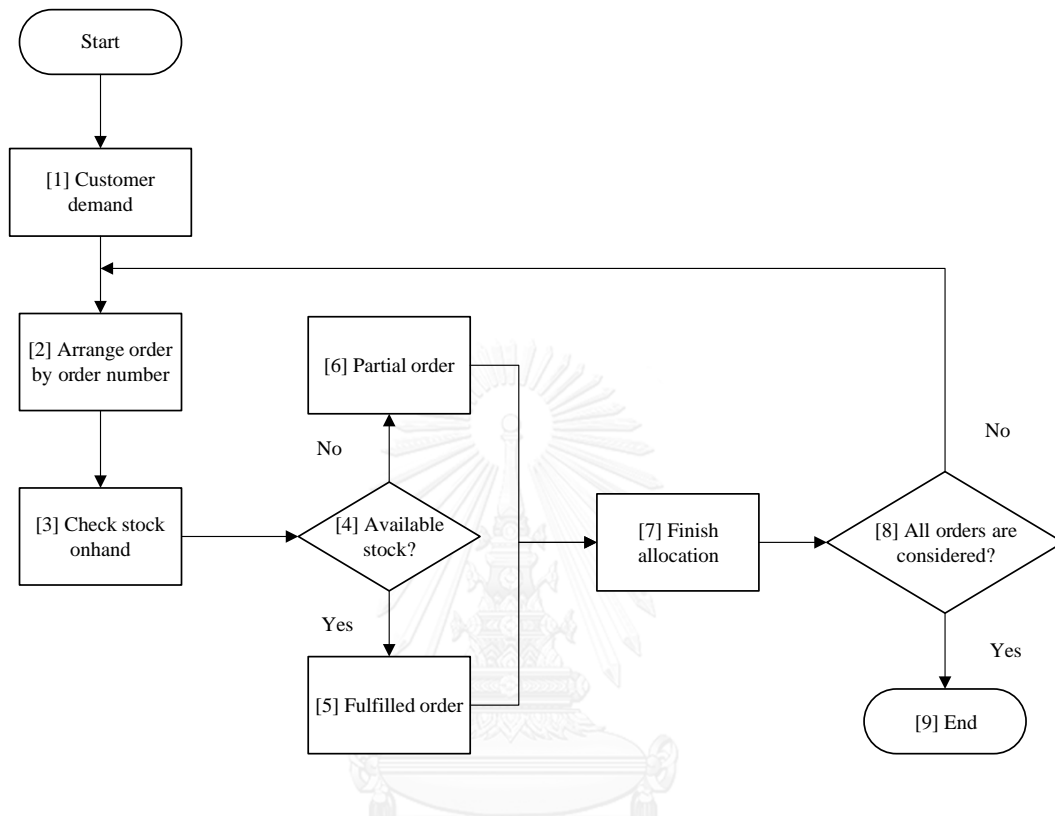 Start
[1] Customer
demand
[2] Arrange order
by order number
[3] Check stock
onhand
[6] Partial order
No
[4] Available
stock?
Yes
[5] Fulfilled order
[7] Finish
allocation
No
[8] All orders are
considered?
Yes
[9] End